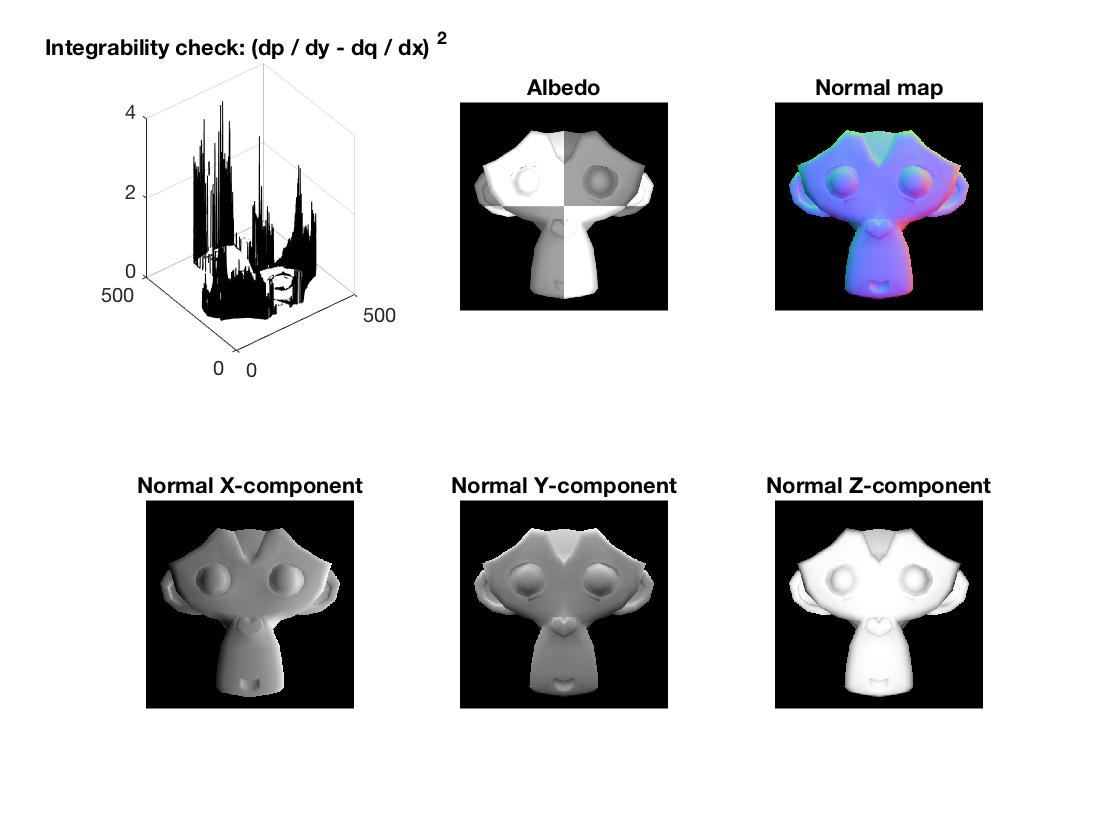 Integrability check: (dp / dy - dq / dx) 2
Albedo
Normal map
4
2
0
500
0
0
500
Normal X-component
Normal Y-component
Normal Z-component